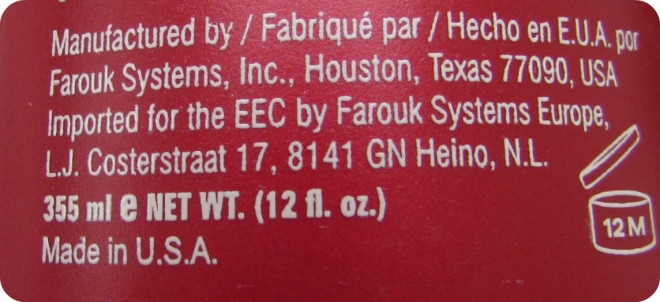 Manufactured by / Fabriqué par / Hecho en E.U.A. por
Farouk Systems, Inc., Houston, Texas 77090, USA
Imported for the EEC by Farouk Systems Europe,
L.J. Costerstraat 17, 8141 GN Heino, N.L.
355 ml e NET WT. (12 fl. oz.)
12 M
Made in U.S.A.